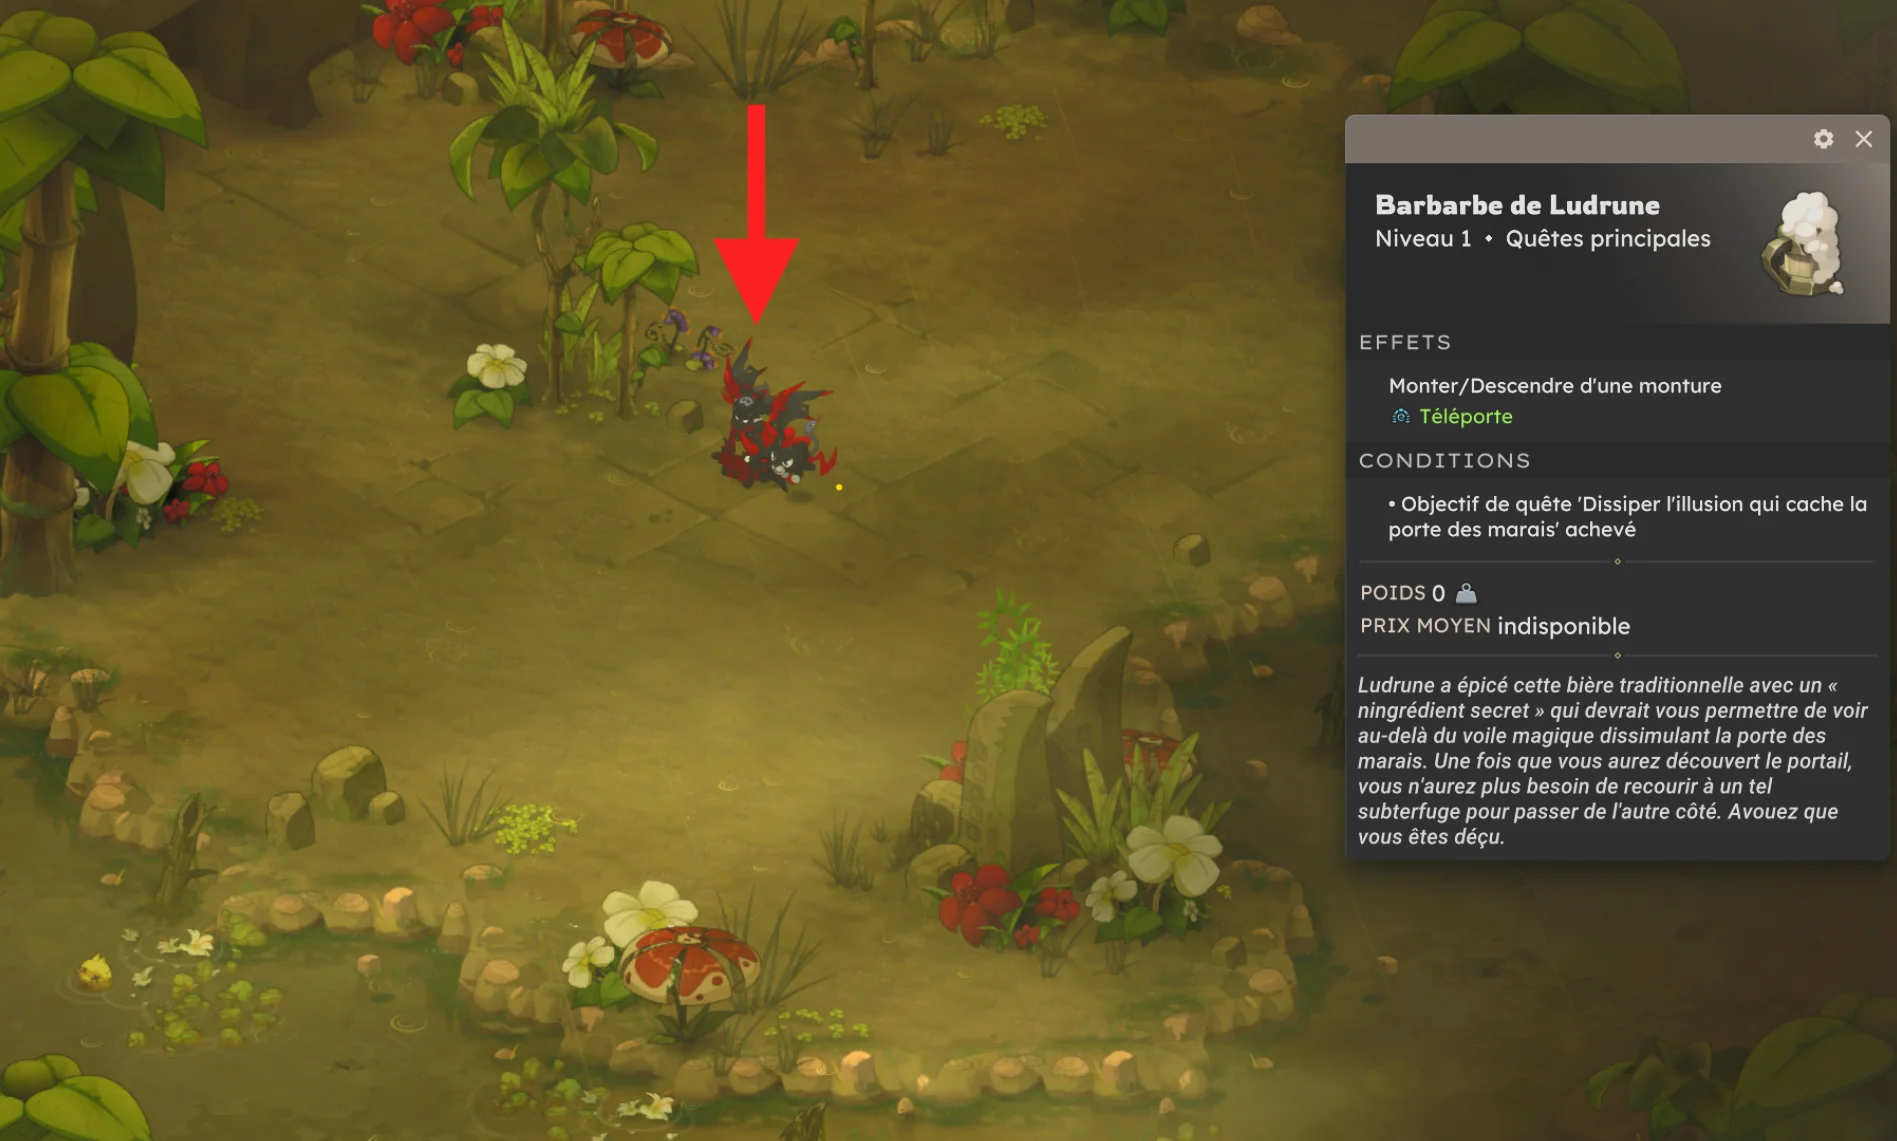 Barbarbe de Ludrune
Niveau 1 • Quêtes principales
EFFETS
Monter/Descendre d'une monture
Téléporte
CONDITIONS
• Objectif de quête 'Dissiper l'illusion qui cache la
porte des marais' achevé
POIDS 0
PRIX MOYEN indisponible
Ludrune a épicé cette bière traditionnelle avec un «
ningrédient secret » qui devrait vous permettre de voir
au-delà du voile magique dissimulant la porte des
marais. Une fois que vous aurez découvert le portail,
vous n'aurez plus besoin de recourir à un tel
subterfuge pour passer de l'autre côté. Avouez que
vous êtes déçu.